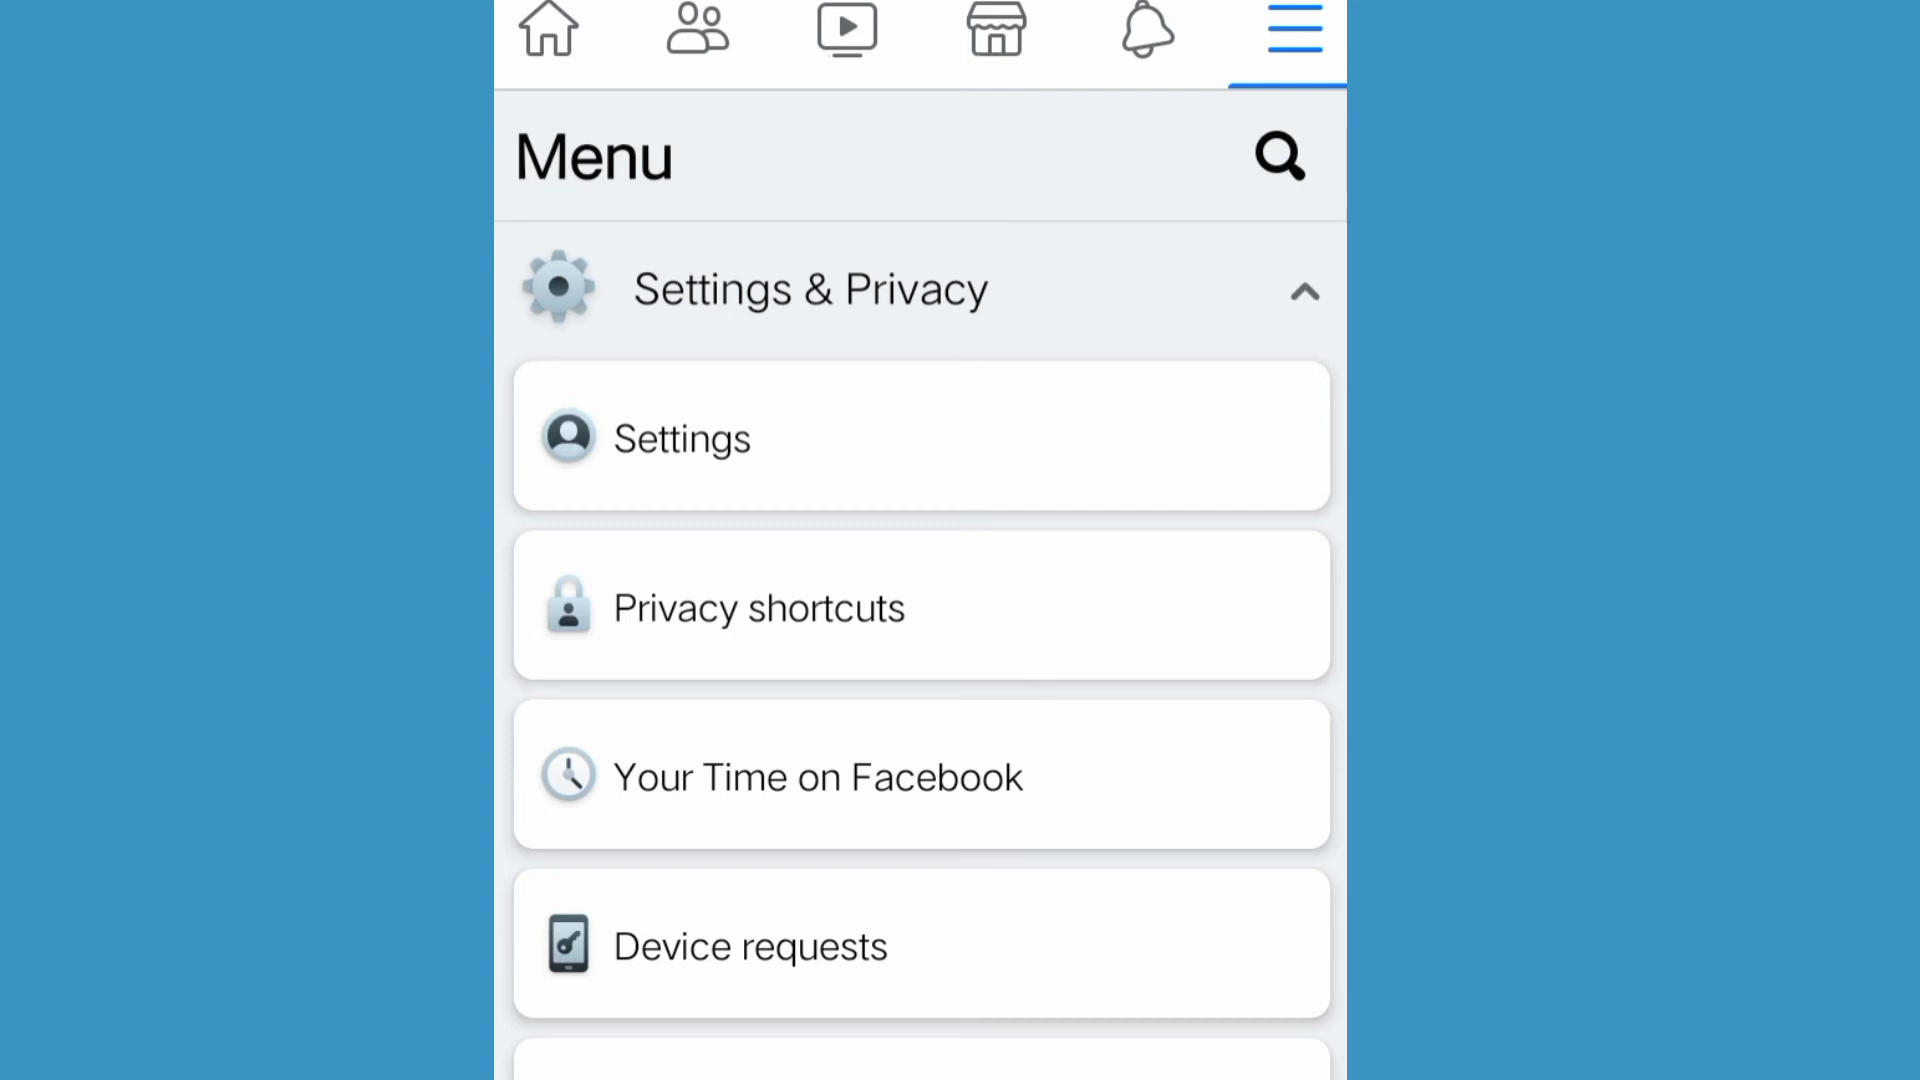 Menu
Settings & Privacy
Settings
Privacy shortcuts
Your Time on Facebook
Device requests